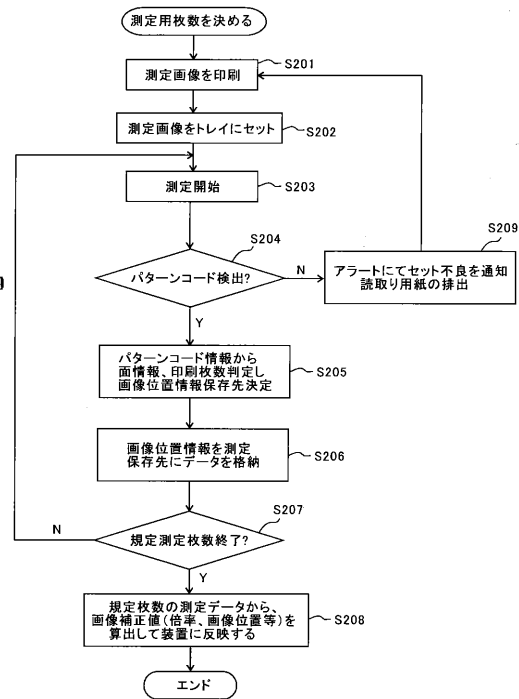 測定用枚数を決める
測定画像を印刷
S201
測定画像をトレイにセット
S202
測定開始
S203
パターンコード検出?
S204
N
Y
アラートにてセット不良を通知
読取り用紙の排出
S209
パターンコード情報から
面情報、印刷枚数判定し
画像位置情報保存先決定
S205
画像位置情報を測定
保存先にデータを格納
S206
規定測定枚数終了?
S207
N
Y
規定枚数の測定データから、
画像補正値(倍率、画像位置等)を
算出して装置に反映する
S208
エンド